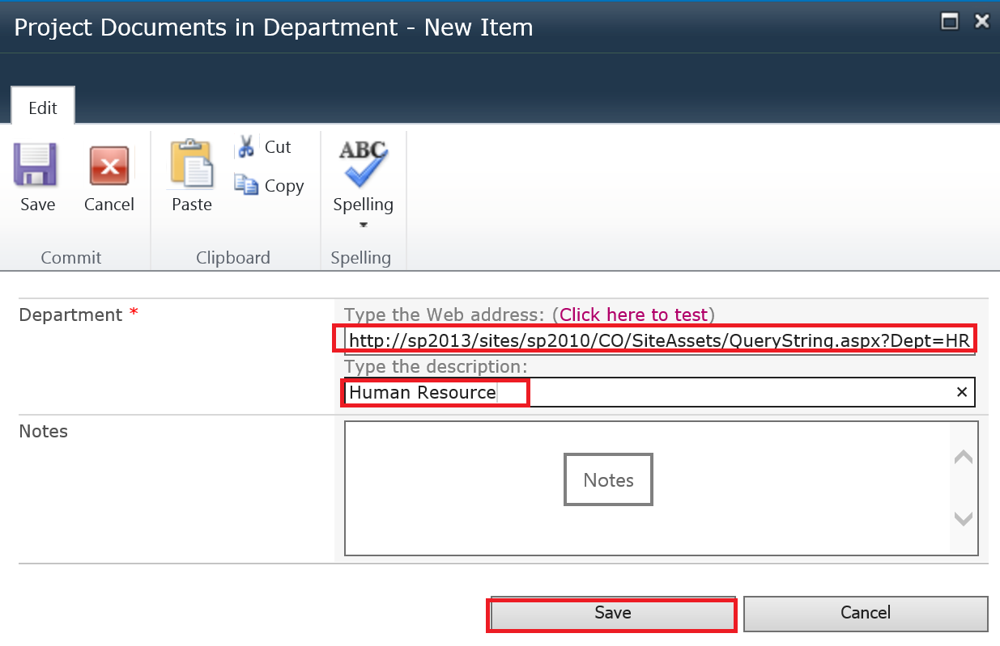 Project Documents in Department - New Item
Edit
Save
Cancel
Paste
Cut
Copy
ABC
Spelling
Commit
Clipboard
Spelling
Department *
Type the Web address: (Click here to test)
http://sp2013/sites/sp2010/CO/SiteAssets/QueryString.aspx?Dept=HR
Type the description:
Human Resource
Notes
Notes
Save
Cancel